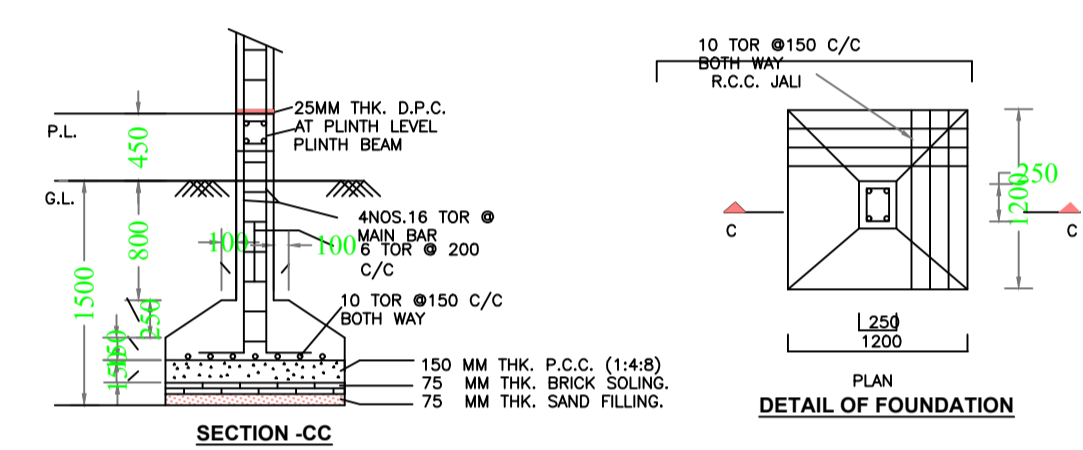 25MM THK. D.P.C.
AT PLINTH LEVEL
PLINTH BEAM
P.L.
450
G.L.
4NOS.16 TOR @
MAIN BAR
6 TOR @ 200
C/C
100
100
800
1500
250
10 TOR @150 C/C
BOTH WAY
150
150 MM THK. P.C.C. (1:4:8)
75 MM THK. BRICK SOLING.
75 MM THK. SAND FILLING.
SECTION -CC
10 TOR @150 C/C
BOTH WAY
R.C.C. JALI
250
1200
C
C
250
1200
PLAN
DETAIL OF FOUNDATION